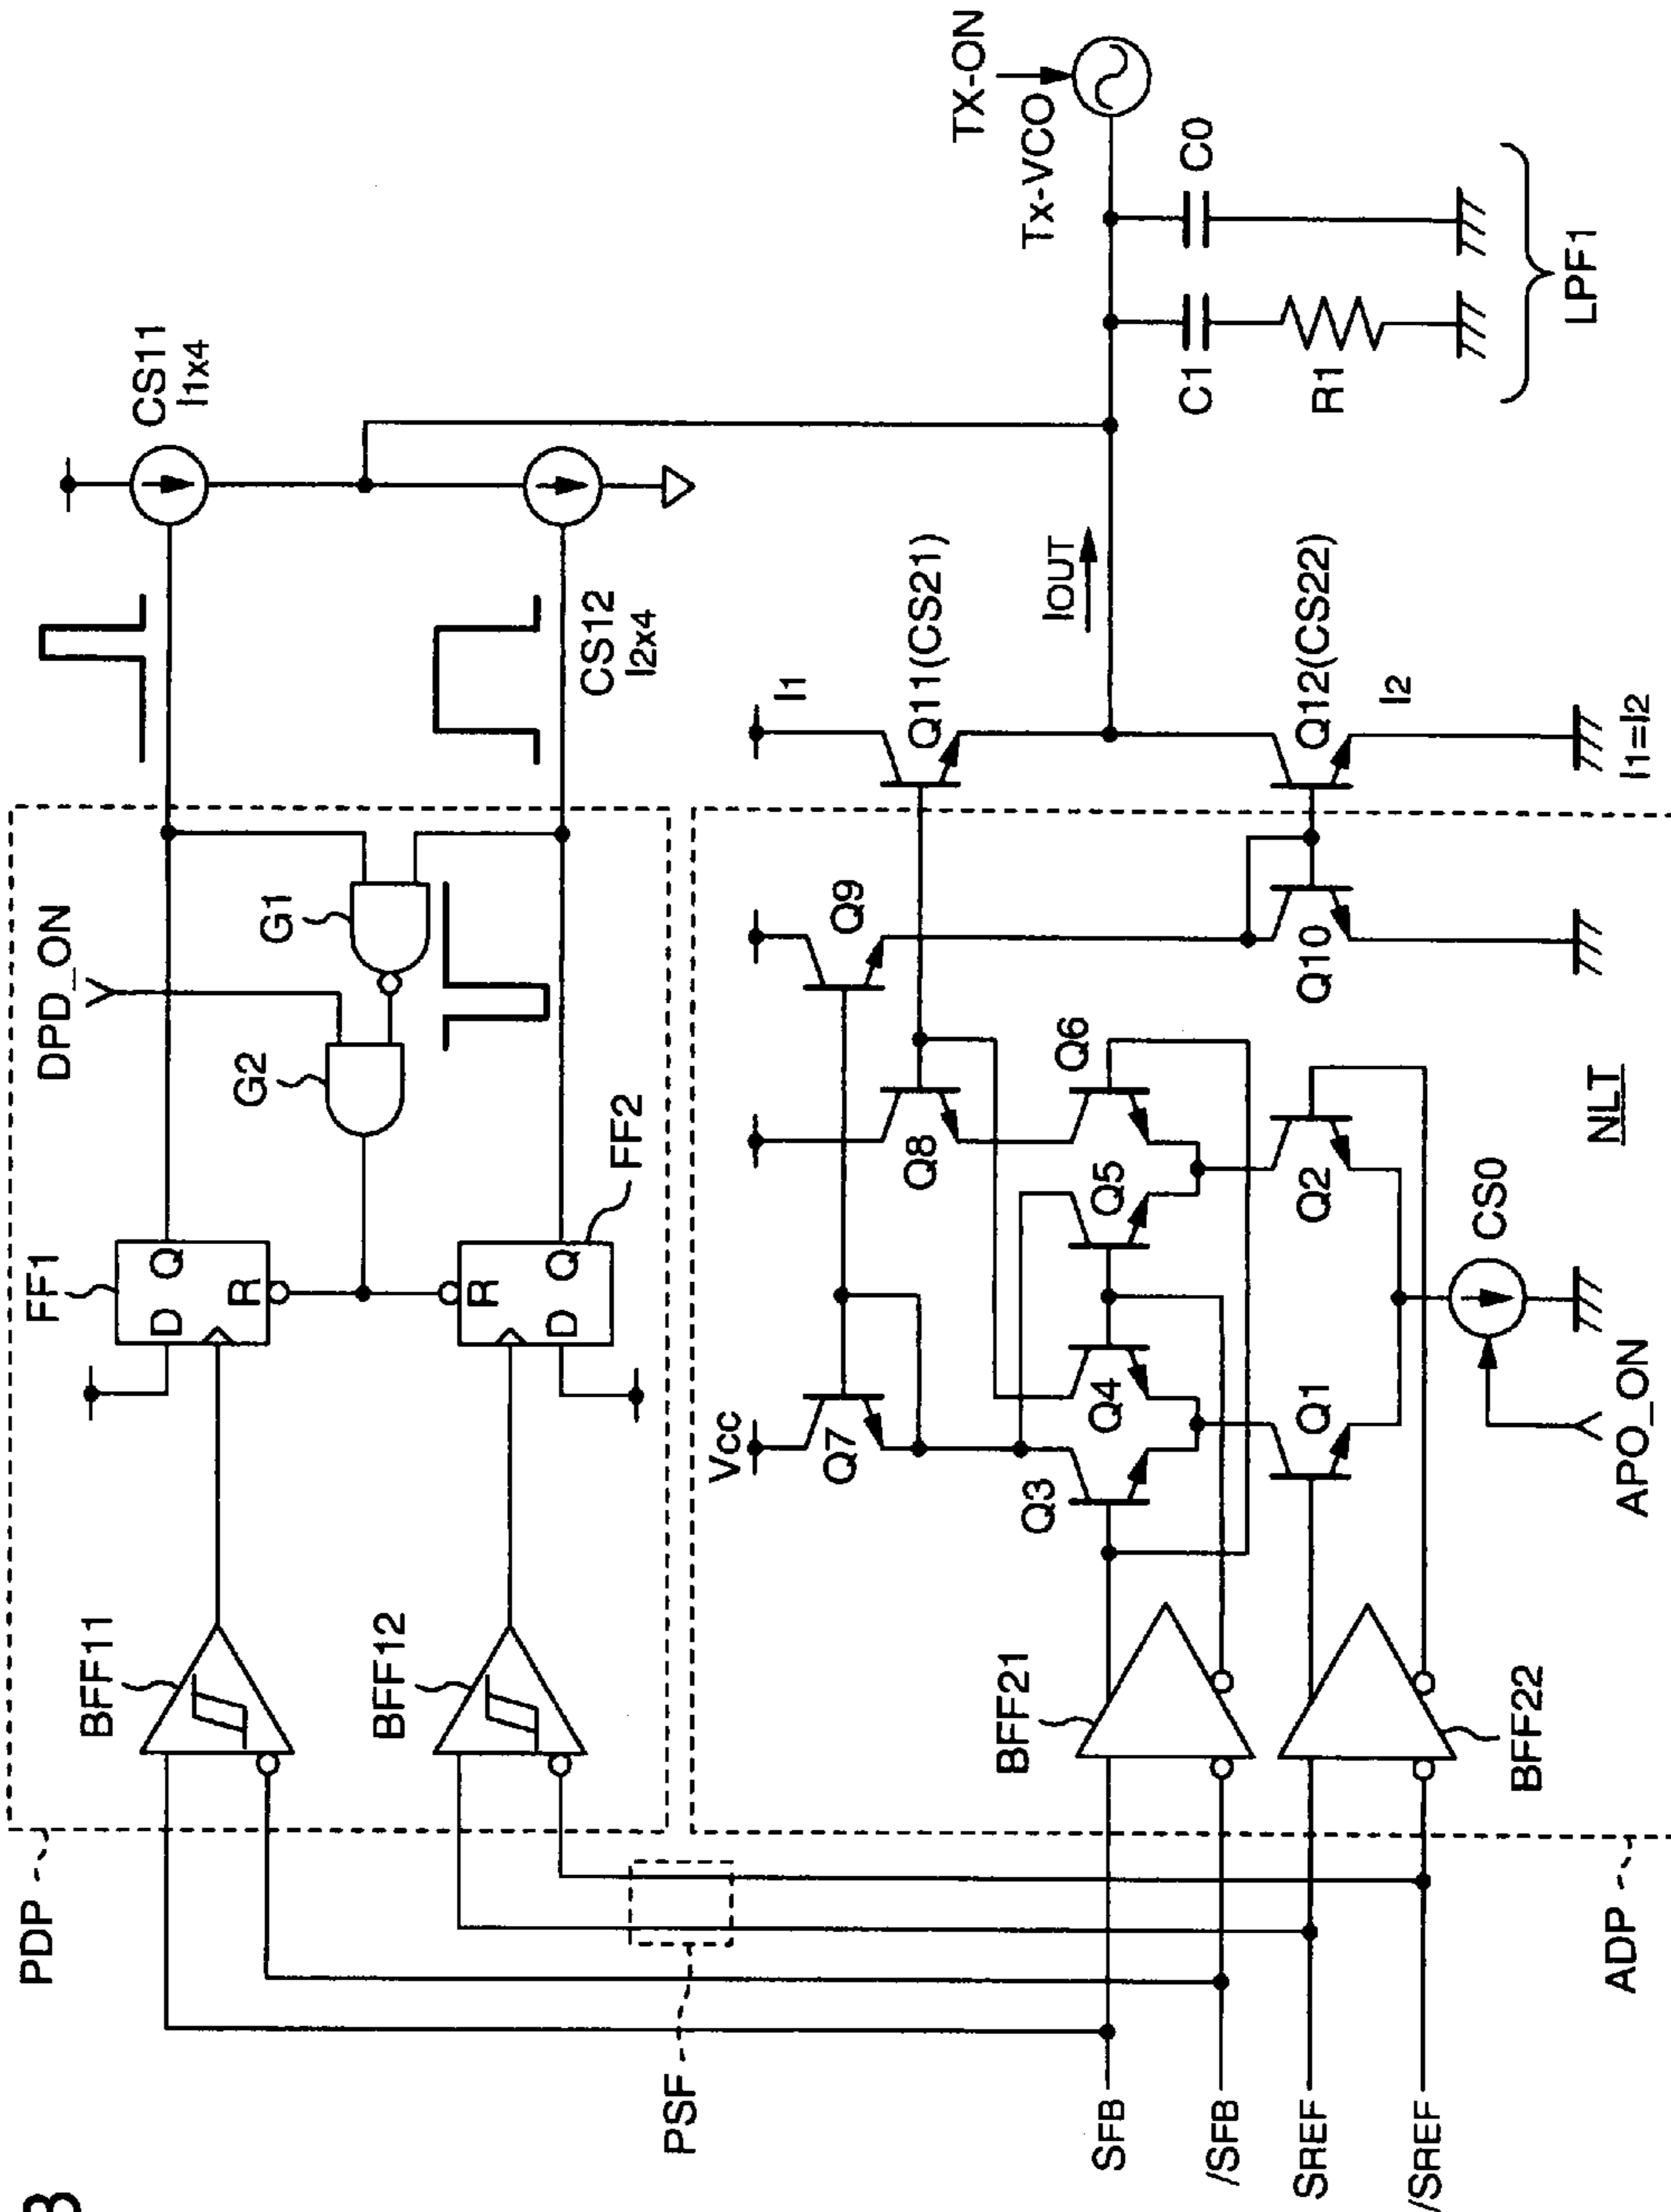 3
PDP
BFF11
FF1
D
Q
R
DPD_ON
G1
G2
CS11
I1x4
BFF12
FF2
R
D
Q
CS12
I2x4
PSF
TX-ON
Tx-VCO
SFB
/SFB
SREF
/SREF
BFF21
BFF22
Vcc
Q7
Q8
Q9
I1
Q11(CS21)
IOUT
Q3
Q4
Q5
Q6
Q1
Q2
Q10
Q12(CS22)
I2
I1=I2
C1
C0
R1
LPF1
CS0
APO_ON
NLT
ADP